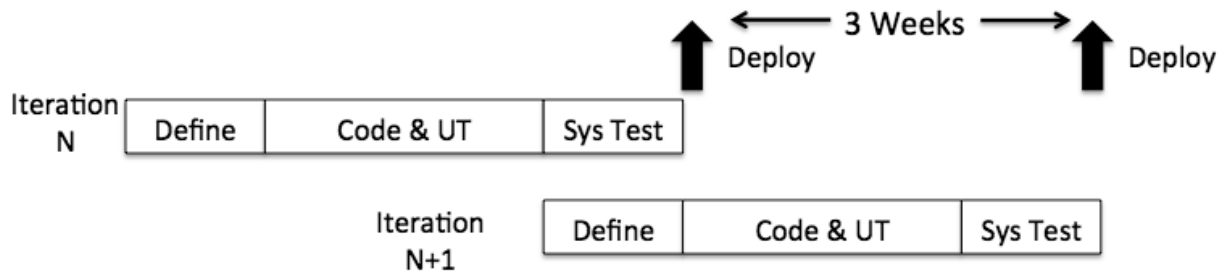 3 Weeks
Deploy
Deploy
Iteration
N
Define
Code & UT
Sys Test
Iteration
N+1
Define
Code & UT
Sys Test